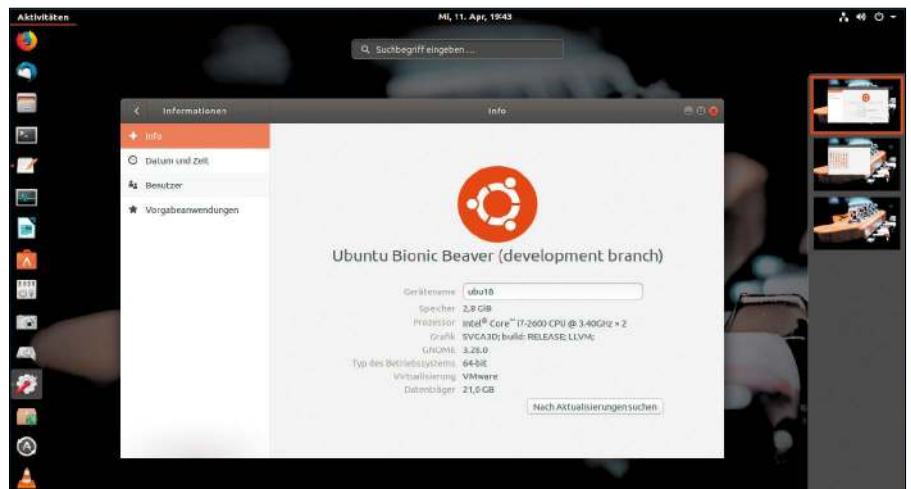 Aktivitäten
Mi, 11. Apr, 19:43
Suchbegriff eingeben …
Informationen
Info
Info
Datum und Zeit
Benutzer
Vorgabeanwendungen
Ubuntu Bionic Beaver (development branch)
Gerätename ubu18
Speicher 2,8 GiB
Prozessor Intel® Core™ i7-2600 CPU @ 3.40GHz × 2
Grafik SVGA3D; build: RELEASE; LLVM;
GNOME 3.28.0
Typ des Betriebssystems 64-bit
Virtualisierung VMware
Datenträger 21,0 GB
Nach Aktualisierungen suchen